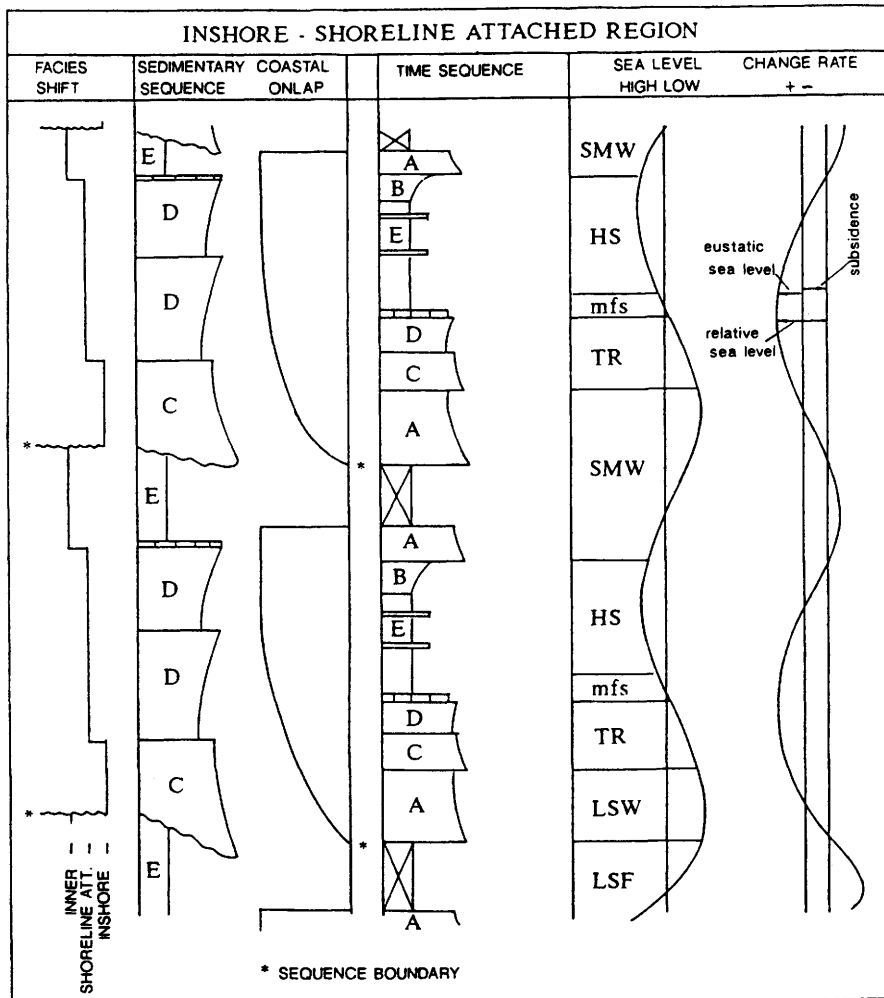 INSHORE - SHORELINE ATTACHED REGION
FACIES SHIFT
SEDIMENTARY SEQUENCE
COASTAL ONLAP
TIME SEQUENCE
SEA LEVEL
HIGH LOW
CHANGE RATE
+ -
E
D
D
C
*
E
D
D
C
*
E
INNER
SHORELINE ATT.
INSHORE
A
B
E
D
C
A
*
A
B
E
D
C
A
*
A
SMW
HS
mfs
TR
SMW
HS
mfs
TR
LSW
LSF
eustatic
sea level
subsidence
relative
sea level
* SEQUENCE BOUNDARY